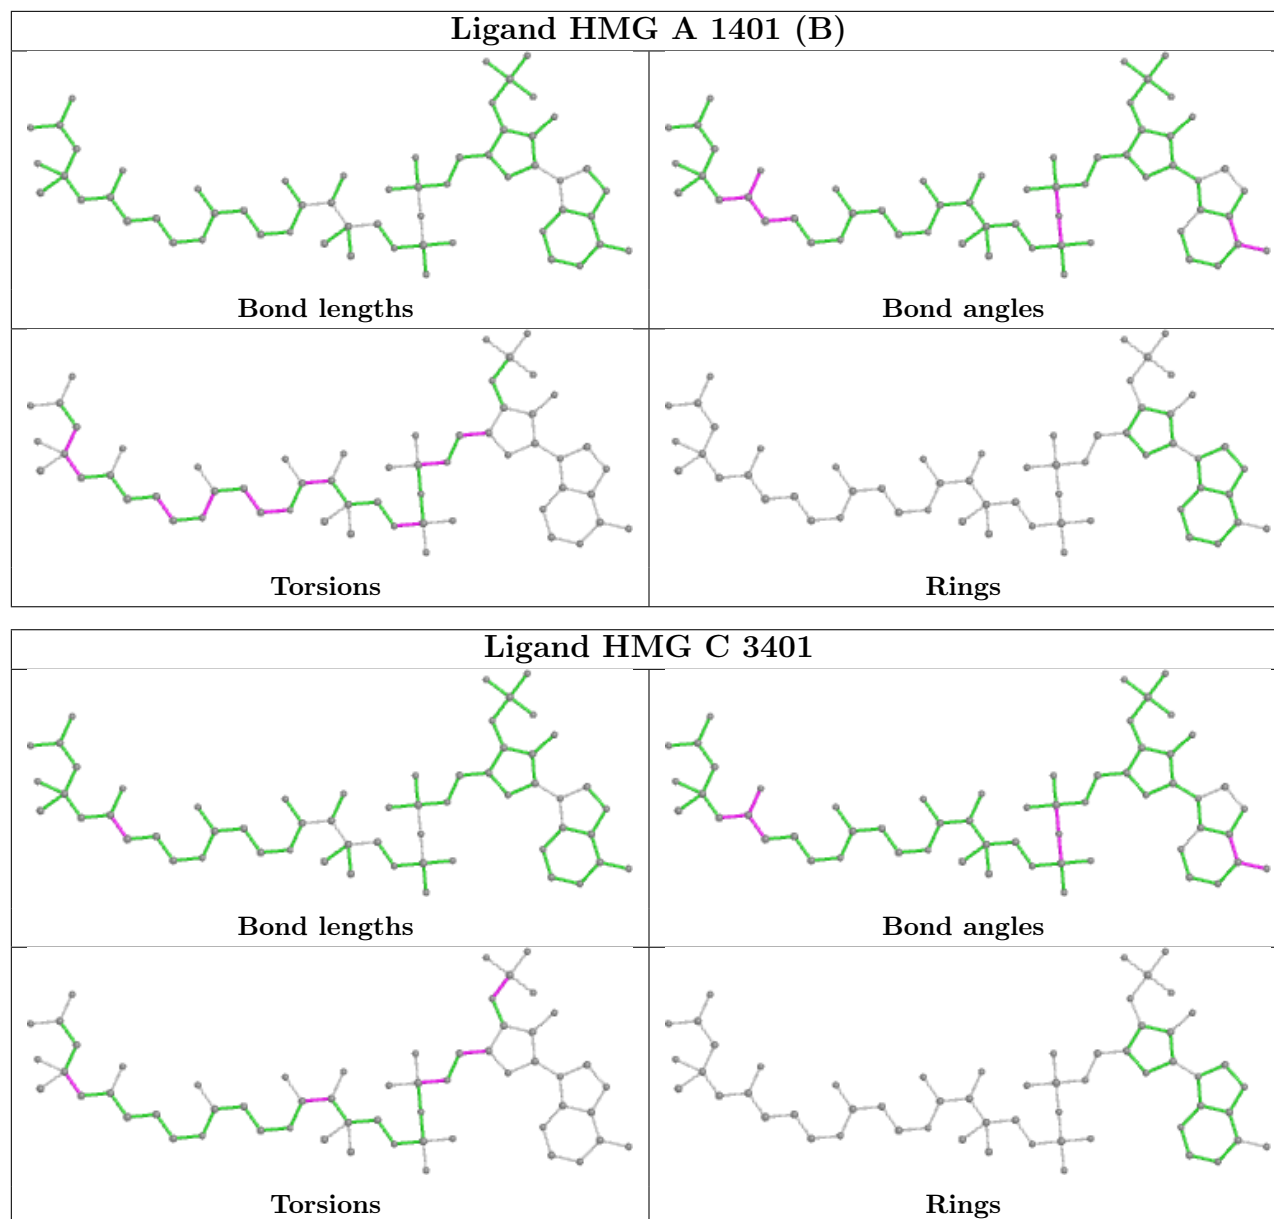 Ligand HMG A 1401 (B)
Bond lengths
Bond angles
Torsions
Rings
Ligand HMG C 3401
Bond lengths
Bond angles
Torsions
Rings